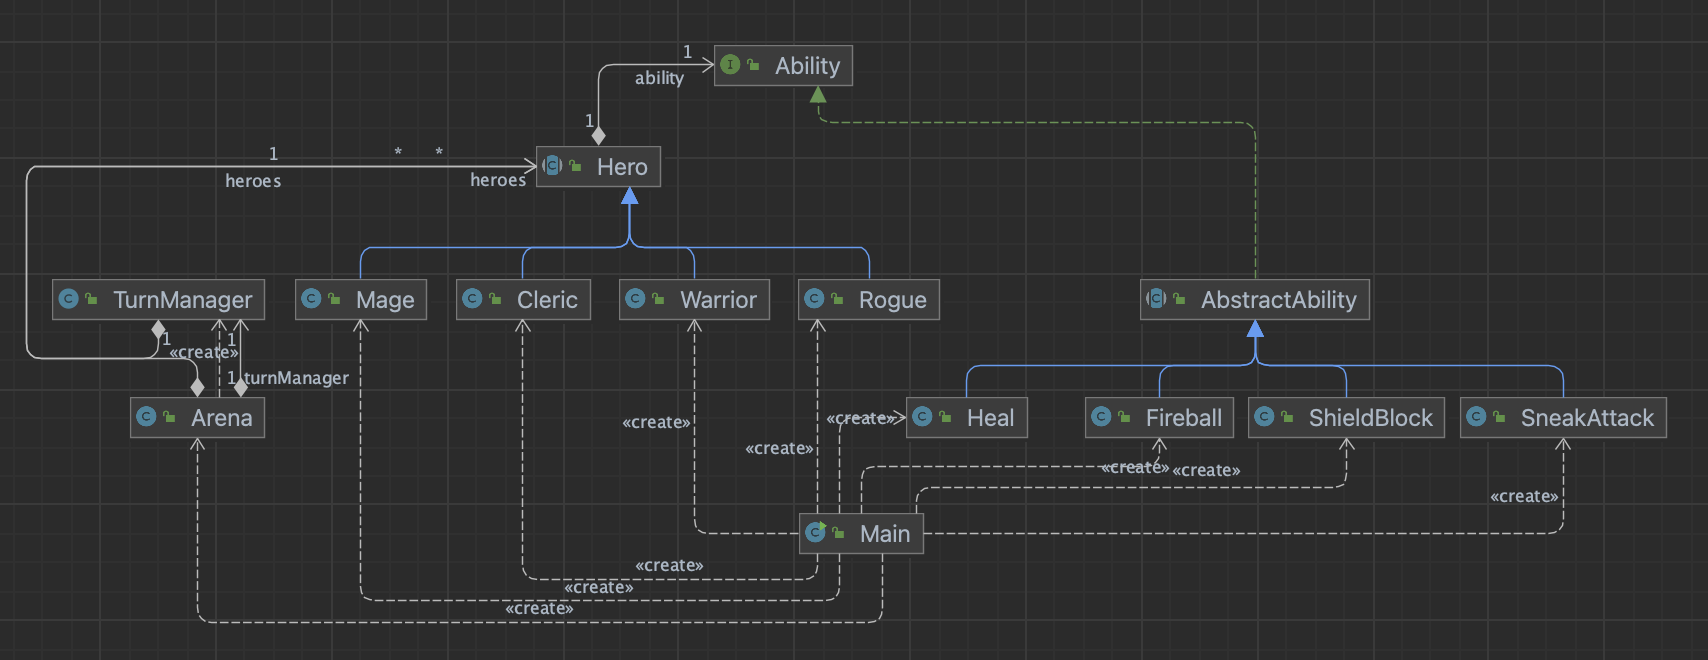 1
I Ability
ability
1
1 * *
C Hero
heroes heroes
C TurnManager
C Mage
C Cleric
C Warrior
C Rogue
C AbstractAbility
1 1
«create»
1 turnManager
C Arena
«create»
«create»
«create»
C Heal
C Fireball
C ShieldBlock
C SneakAttack
«create» «create»
«create»
C Main
«create»
«create»
«create»